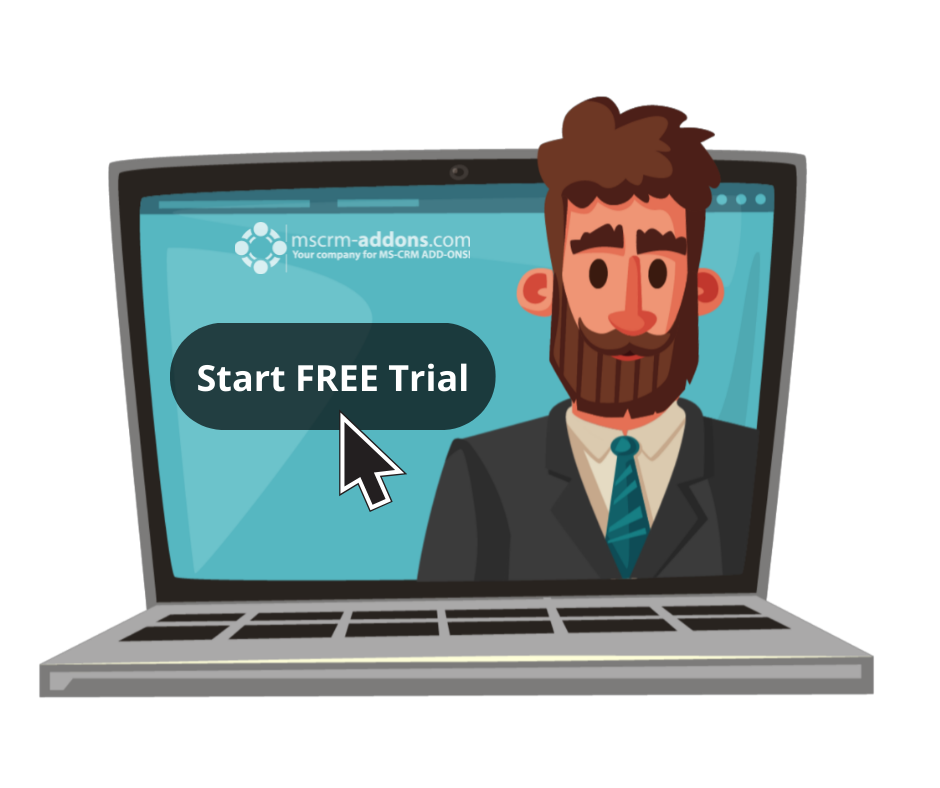 mscrm-addons.com
Your company for MS-CRM ADD-ONS!
Start FREE Trial